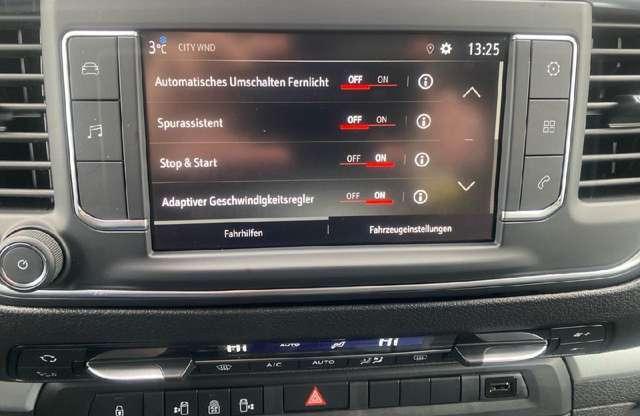 3°C CITY WND 13:25
Automatisches Umschalten Fernlicht OFF ON
Spurassistent OFF ON
Stop & Start OFF ON
Adaptiver Geschwindigkeitsregler OFF ON
Fahrhilfen Fahrzeugeinstellungen
AUTO
A/C AUTO